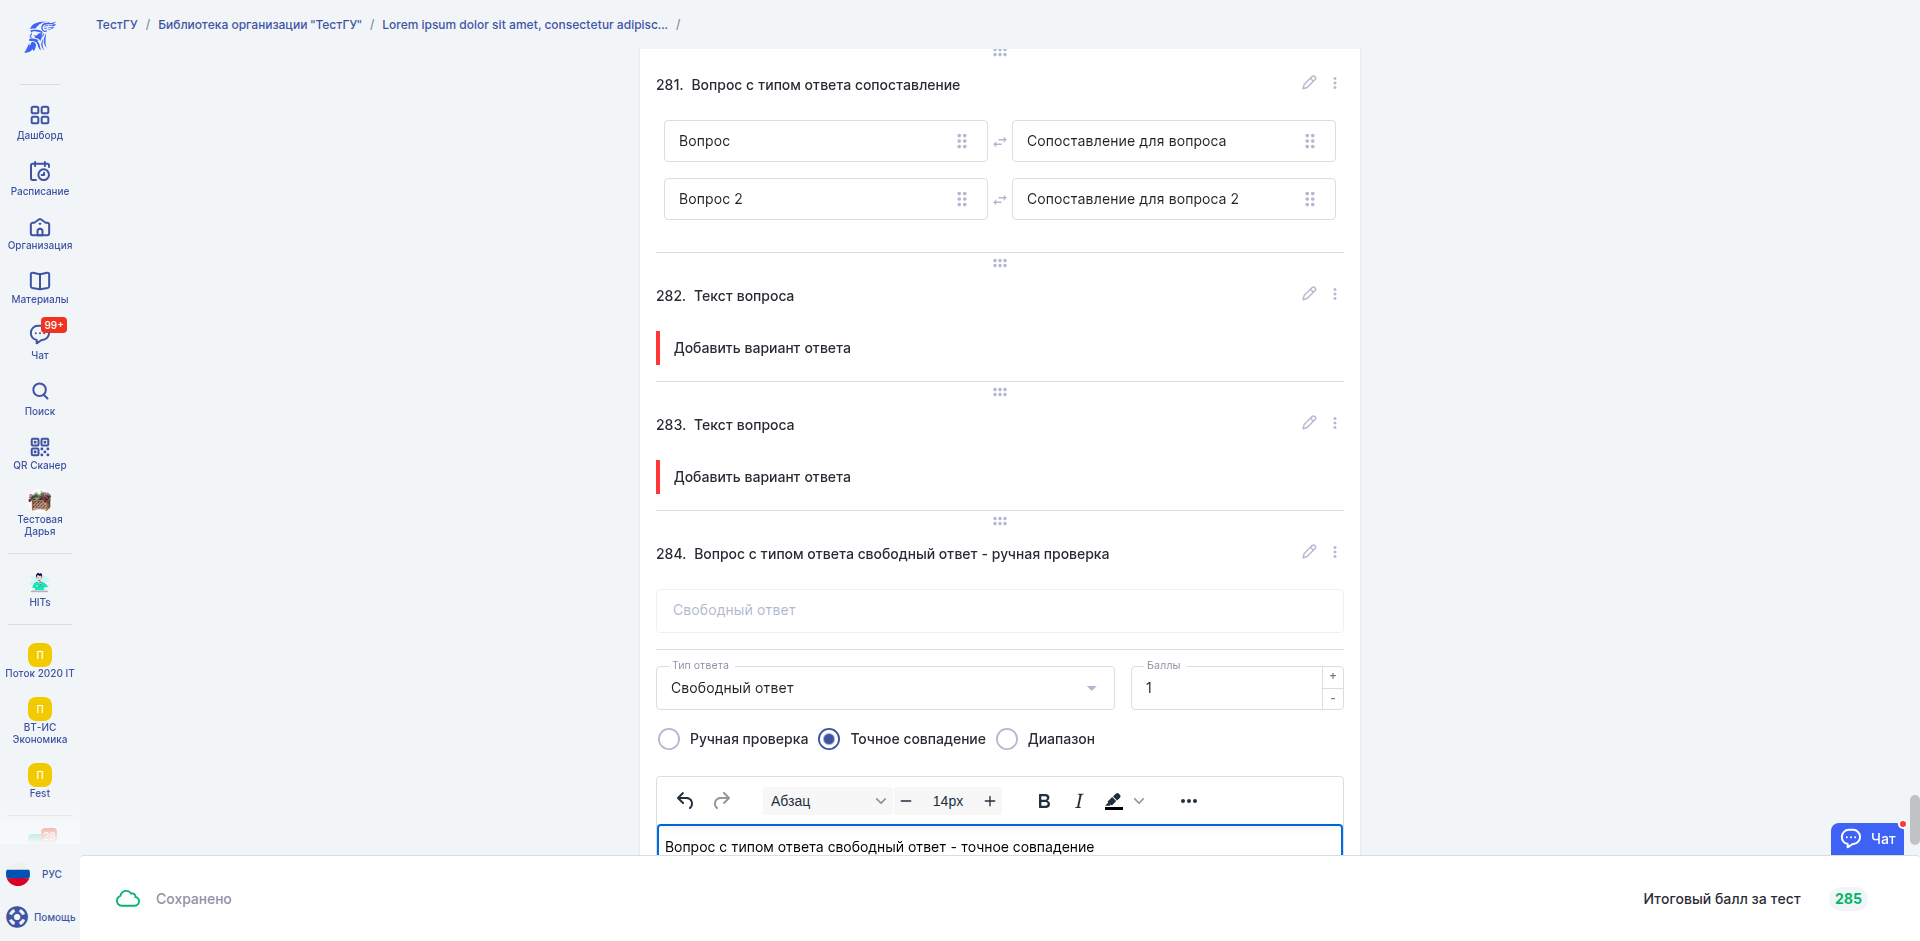 ТестГУ / Библиотека организации "ТестГУ" / Lorem ipsum dolor sit amet, consectetur adipisc... /
Дашборд
Расписание
Организация
Материалы
99+
Чат
Поиск
QR Сканер
Тестовая
Дарья
HITs
П
Поток 2020 IT
П
ВТ-ИС
Экономика
П
Fest
28
РУС
Помощь
281. Вопрос с типом ответа сопоставление
Вопрос
Сопоставление для вопроса
Вопрос 2
Сопоставление для вопроса 2
282. Текст вопроса
Добавить вариант ответа
283. Текст вопроса
Добавить вариант ответа
284. Вопрос с типом ответа свободный ответ - ручная проверка
Свободный ответ
Тип ответа
Свободный ответ
Баллы
1
+
-
Ручная проверка
Точное совпадение
Диапазон
Абзац
14px
B I
Вопрос с типом ответа свободный ответ - точное совпадение
Чат
Сохранено
Итоговый балл за тест 285